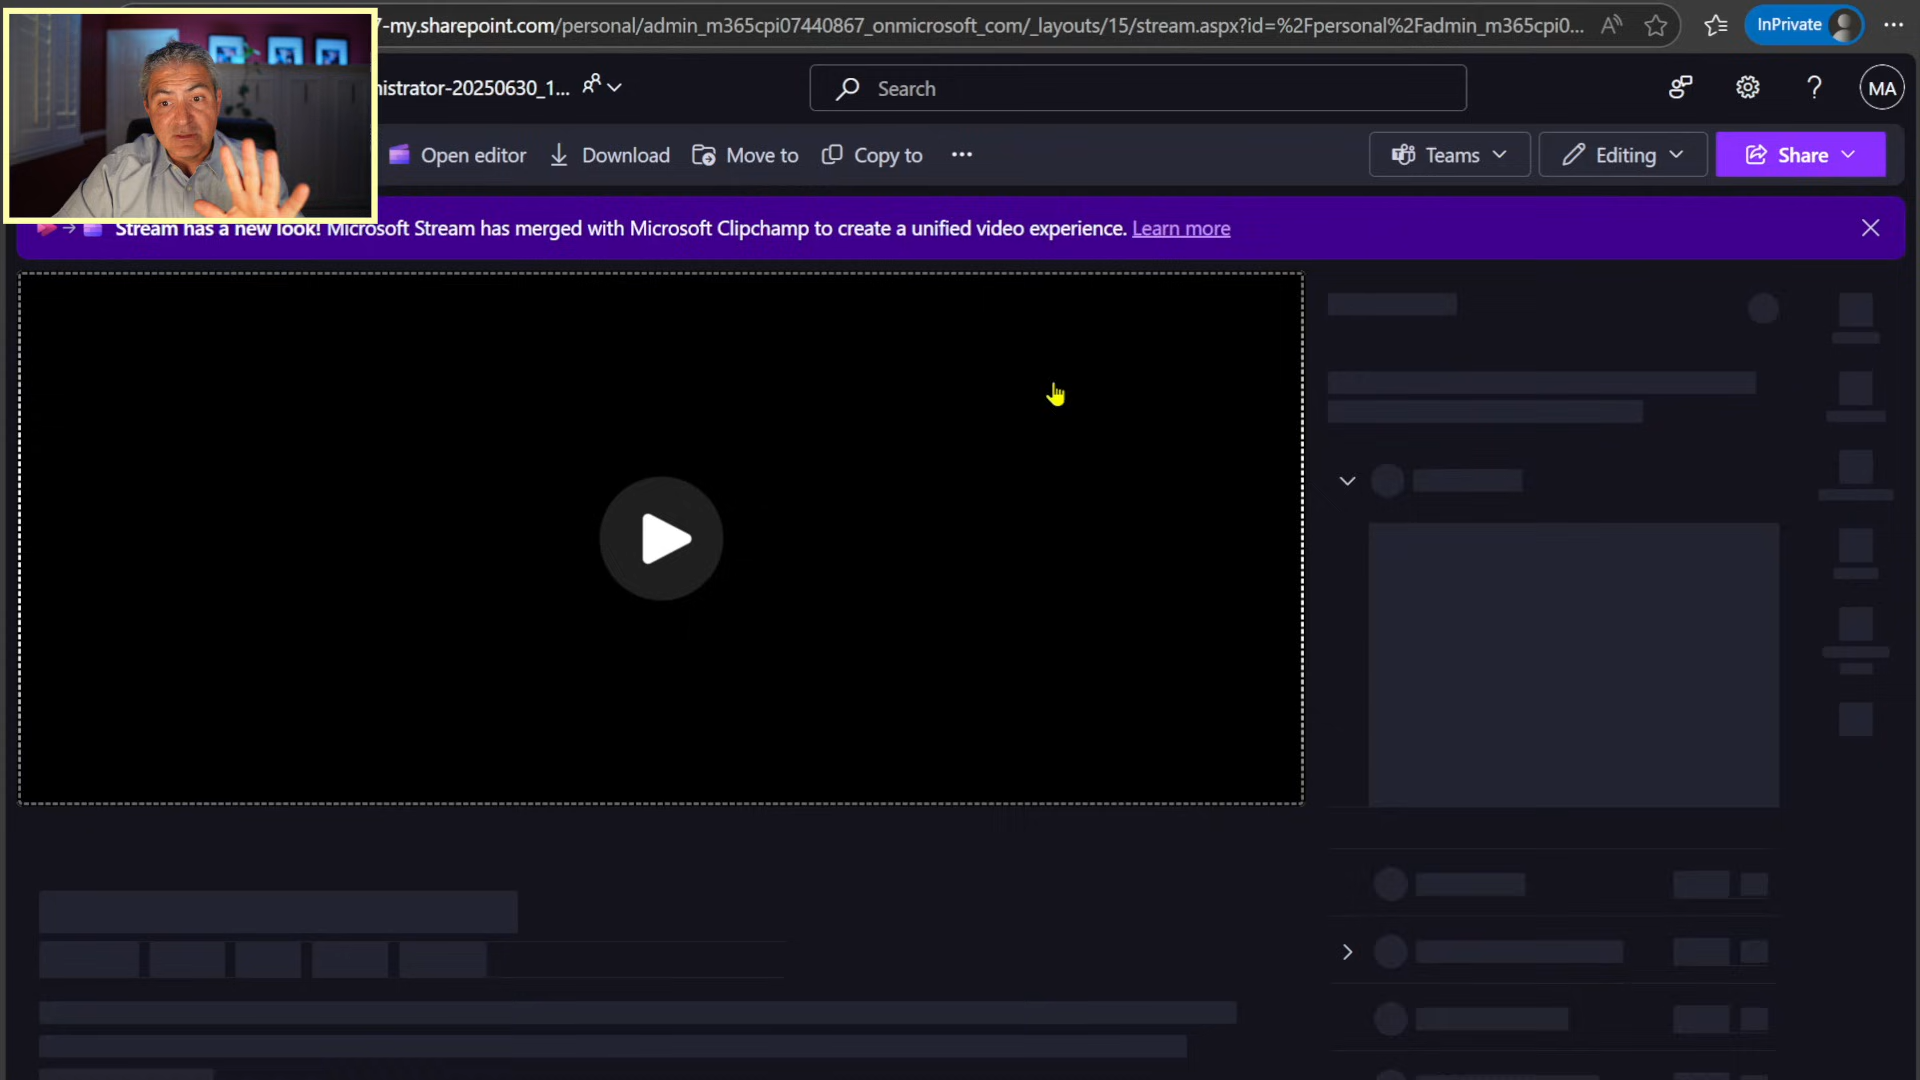 7-my.sharepoint.com/personal/admin_m365cpi07440867_onmicrosoft_com/_layouts/15/stream.aspx?id=%2Fpersonal%2Fadmin_m365cpi0...
InPrivate
nistrator-20250630_1...
Search
MA
Open editor
Download
Move to
Copy to
Teams
Editing
Share
Stream has a new look! Microsoft Stream has merged with Microsoft Clipchamp to create a unified video experience. Learn more